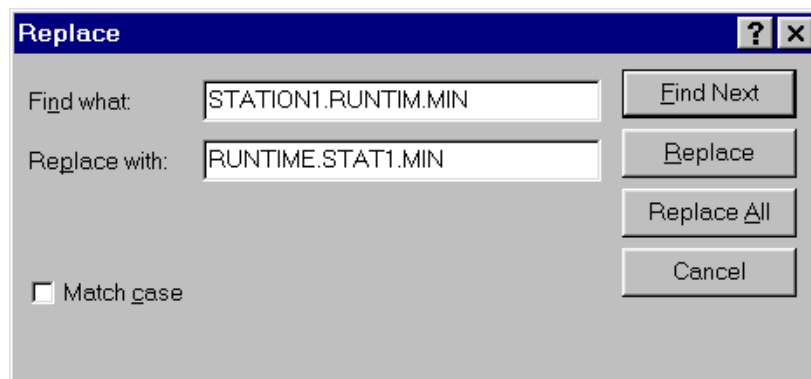 Replace
Find what: STATION1.RUNTIM.MIN Find Next
Replace with: RUNTIME.STAT1.MIN Replace
Replace All
Cancel
Match case